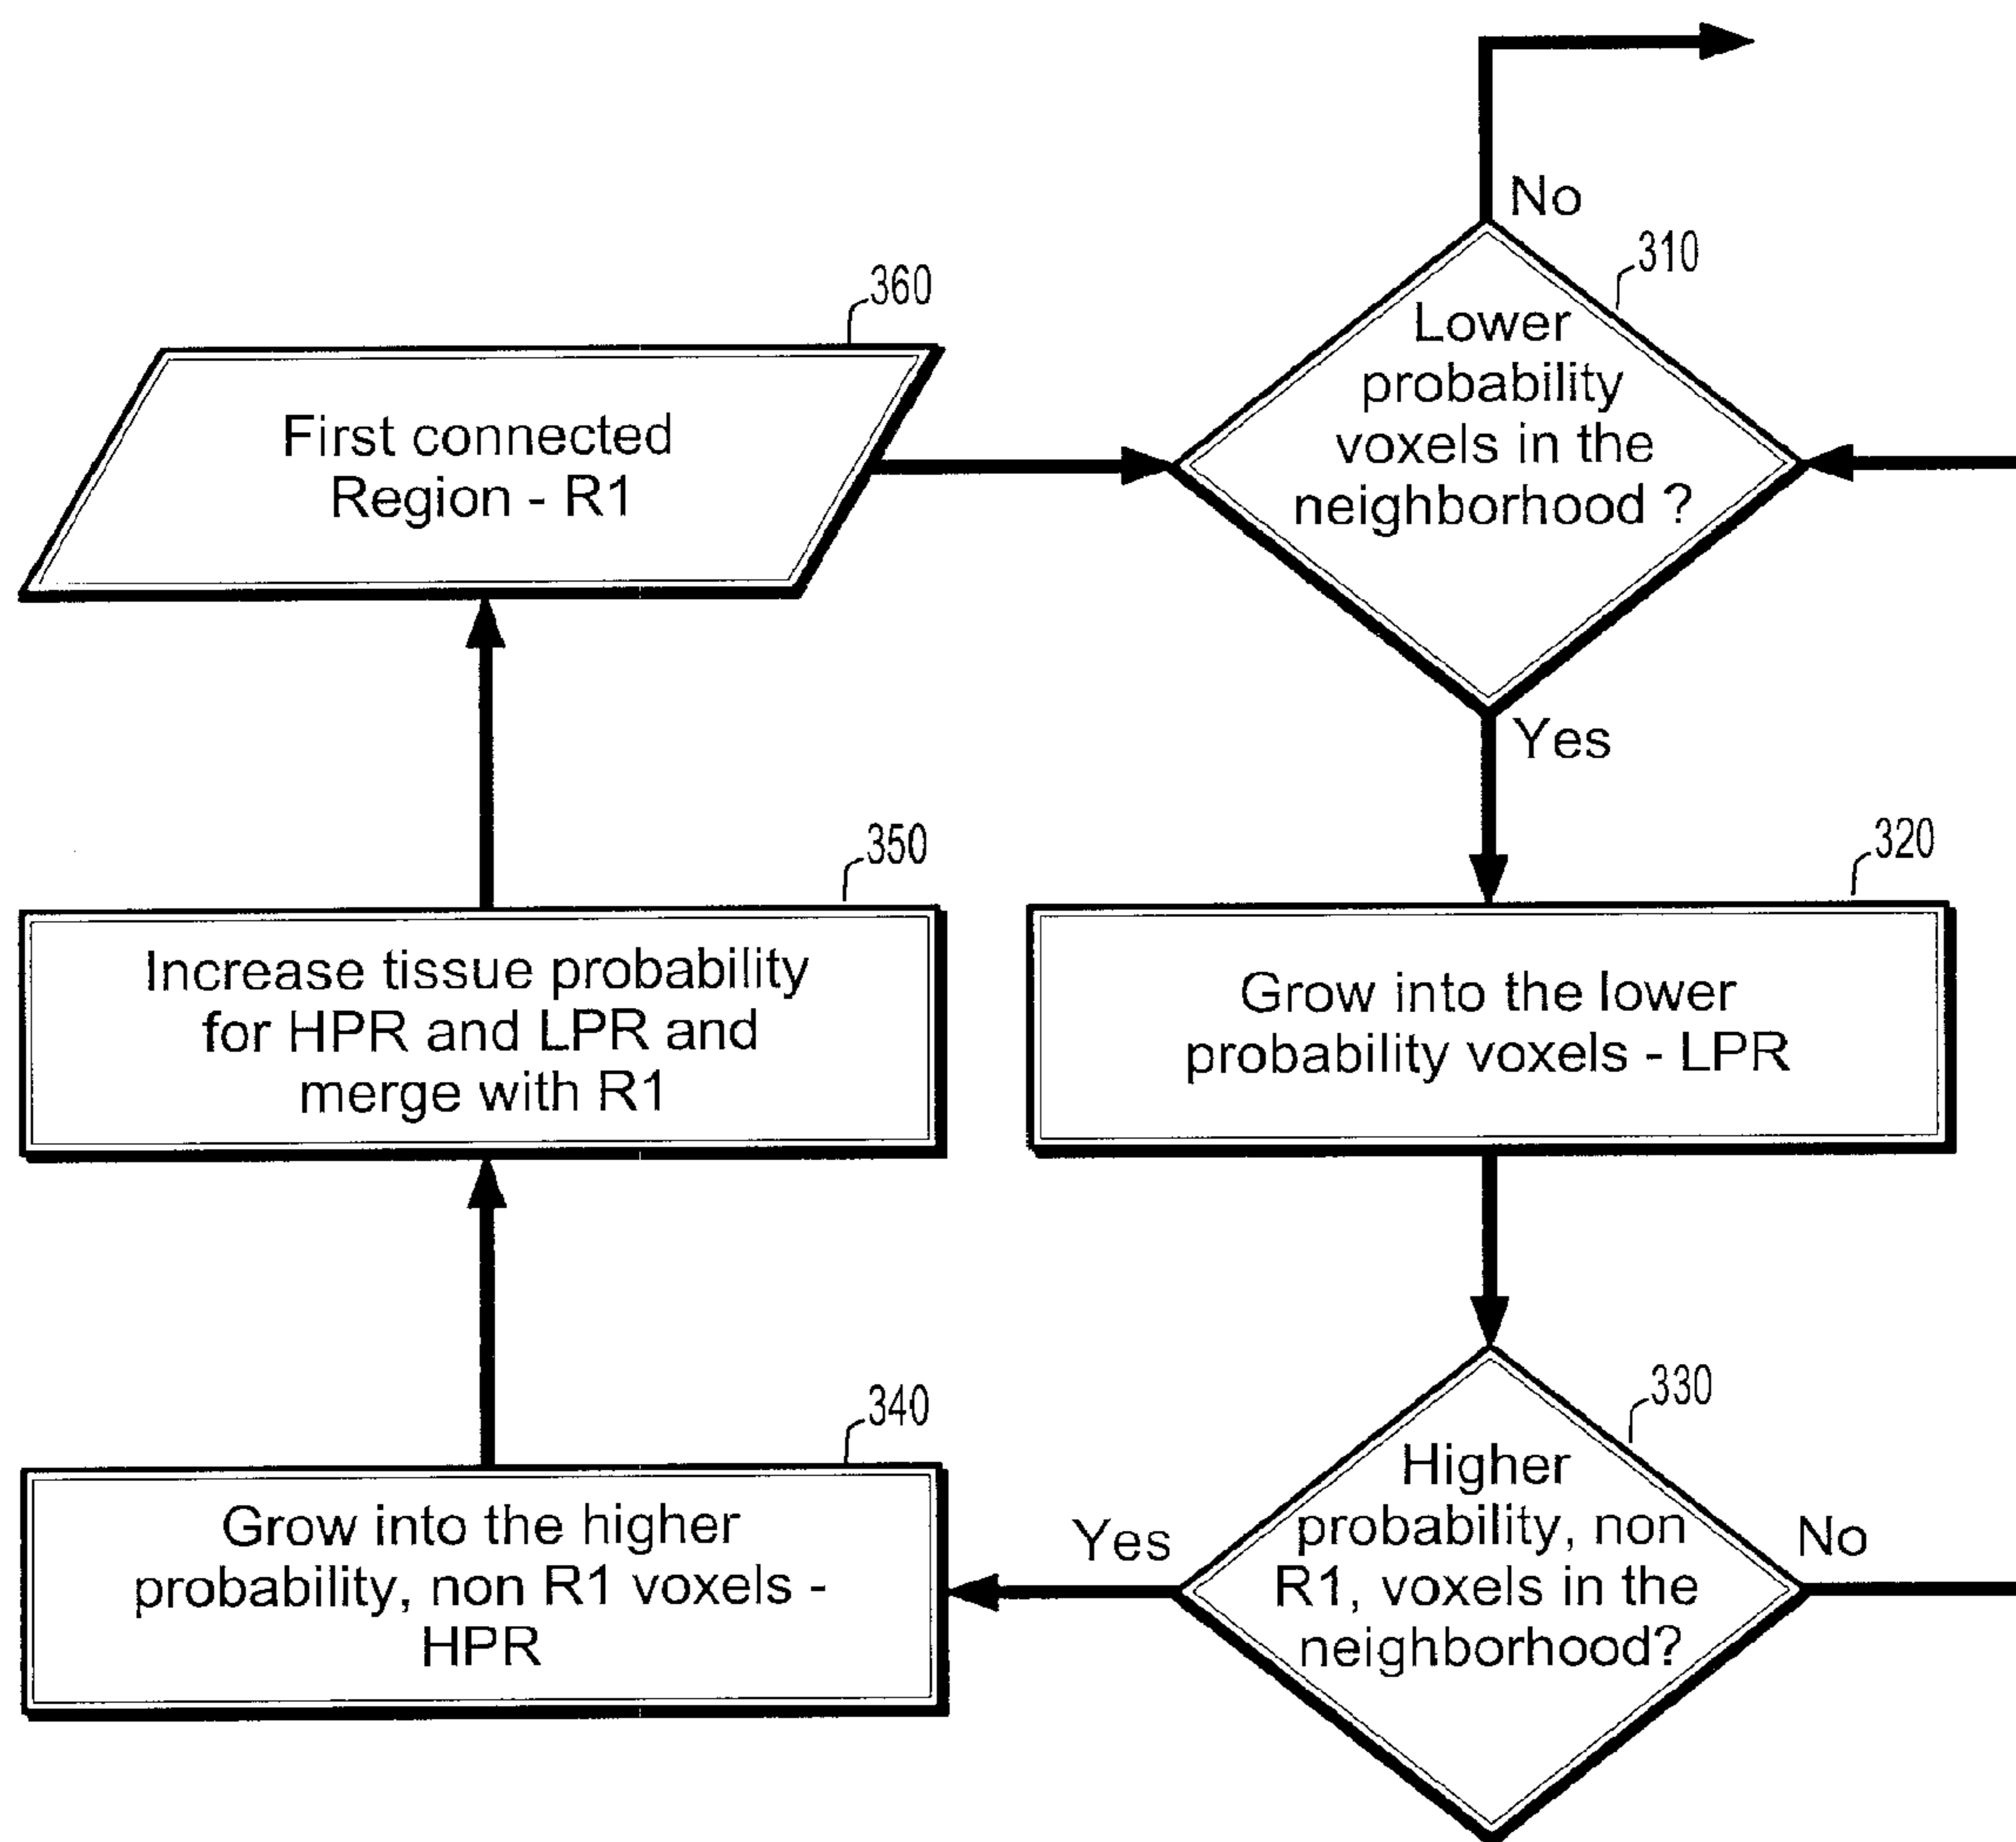 No
310
Lower
probability
voxels in the
neighborhood ?
360
First connected
Region - R1
Yes
350
Increase tissue probability
for HPR and LPR and
merge with R1
320
Grow into the lower
probability voxels - LPR
340
Grow into the higher
probability, non R1 voxels -
HPR
Yes
330
Higher
probability, non
R1, voxels in the
neighborhood?
No